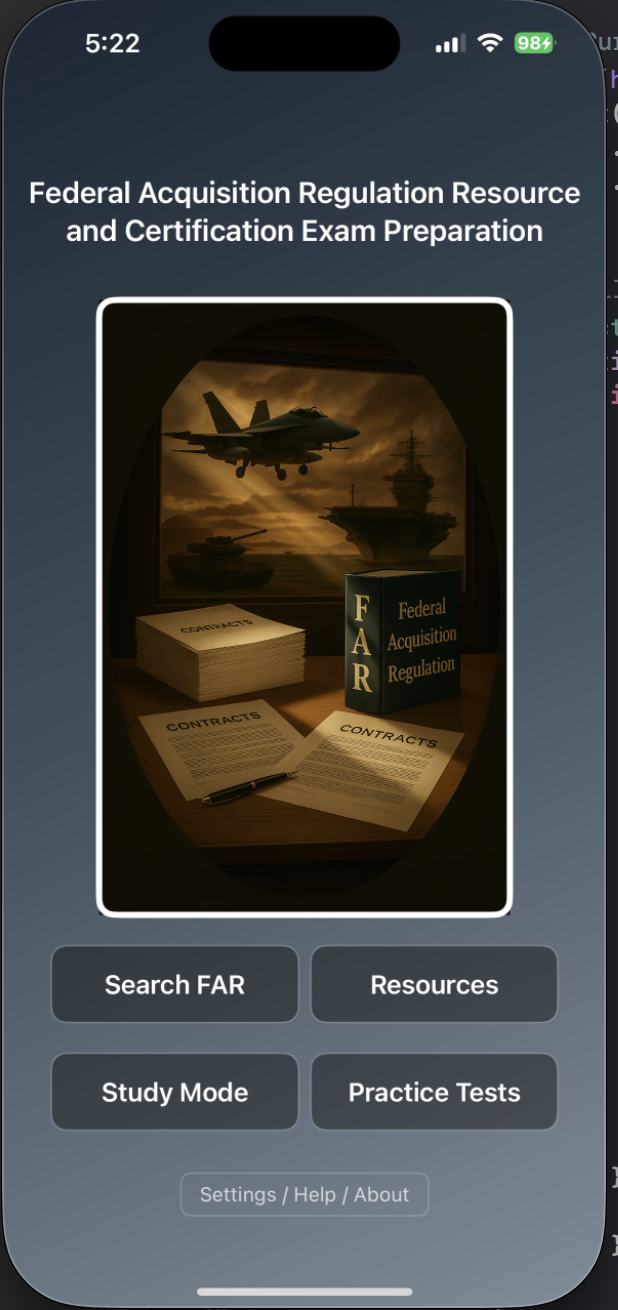 5:22
98
Federal Acquisition Regulation Resource
and Certification Exam Preparation
CONTRACTS
F
A
R
Federal
Acquisition
Regulation
CONTRACTS
CONTRACTS
Search FAR
Resources
Study Mode
Practice Tests
Settings / Help / About